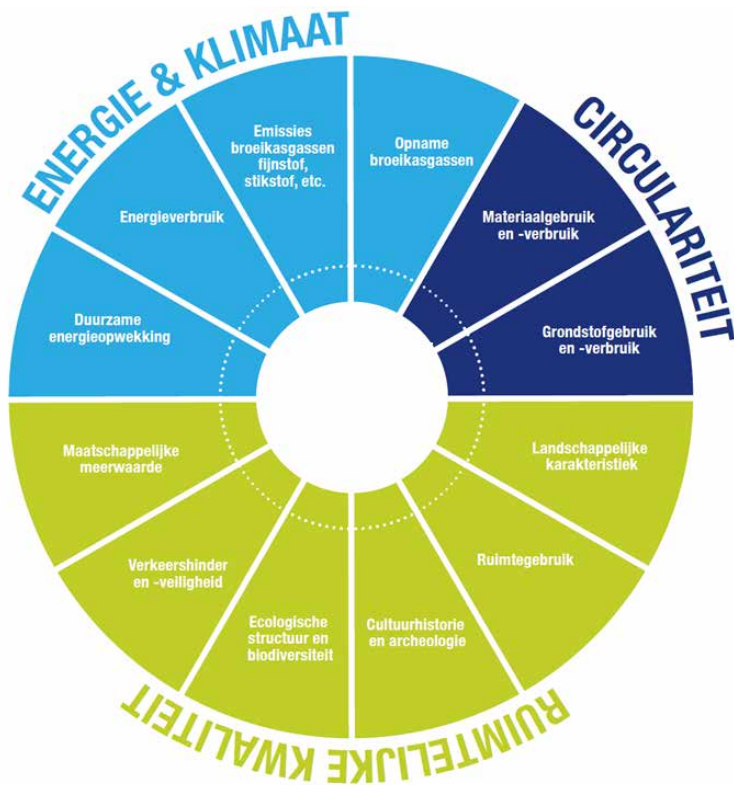 ENERGIE & KLIMAAT
Emissies
broeikasgassen
fijnstof,
stikstof, etc.
Opname
broeikasgassen
Energieverbruik
Duurzame
energieopwekking
CIRCULARITEIT
Materiaalgebruik
en -verbruik
Grondstofgebruik
en -verbruik
Landschappelijke
karakteristiek
Ruimtegebruik
Cultuurhistorie
en archeologie
Ecologische
structuur en
biodiversiteit
Verkeershinder
en -veiligheid
Maatschappelijke
meerwaarde
RUIMTELIJKE KWALITEIT